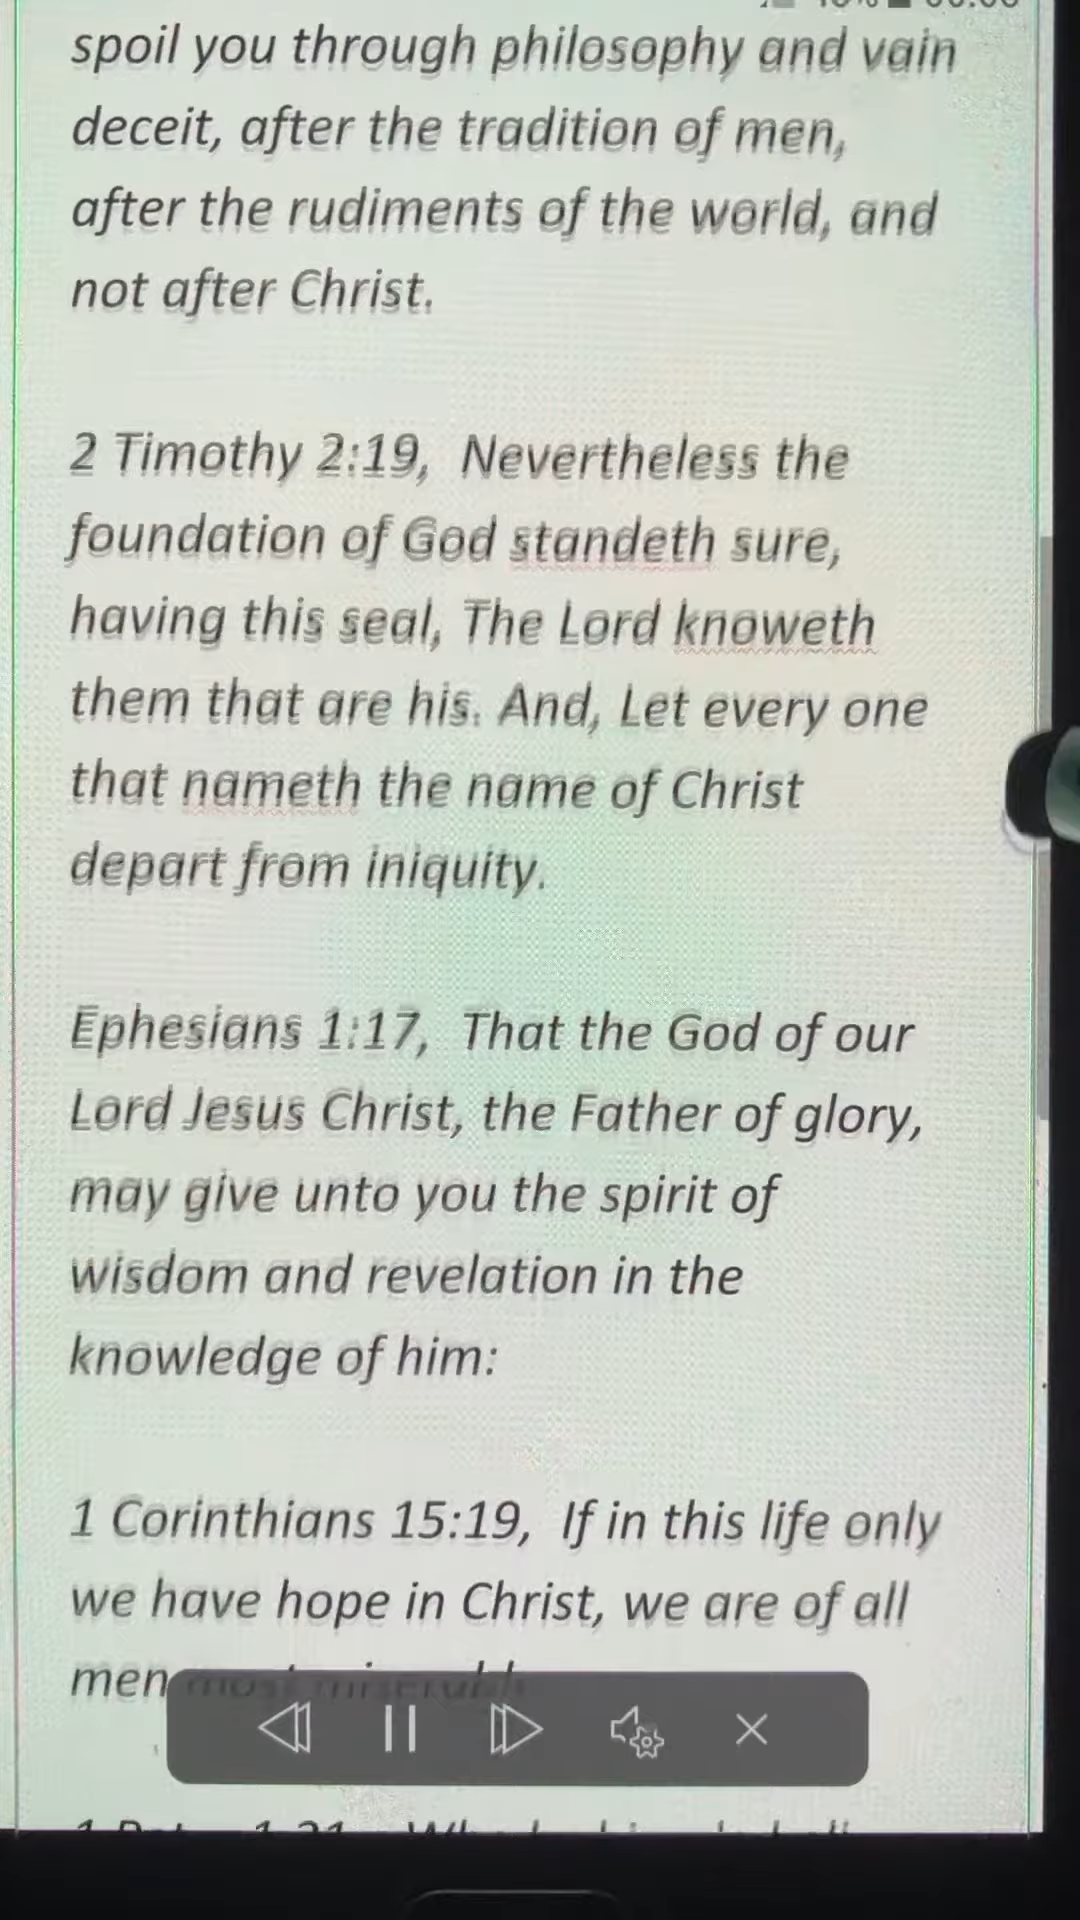 spoil you through philosophy and vain
deceit, after the tradition of men,
after the rudiments of the world, and
not after Christ.
2 Timothy 2:19, Nevertheless the
foundation of God standeth sure,
having this seal, The Lord knoweth
them that are his. And, Let every one
that nameth the name of Christ
depart from iniquity.
Ephesians 1:17, That the God of our
Lord Jesus Christ, the Father of glory,
may give unto you the spirit of
wisdom and revelation in the
knowledge of him:
1 Corinthians 15:19, If in this life only
we have hope in Christ, we are of all
men most miserabl